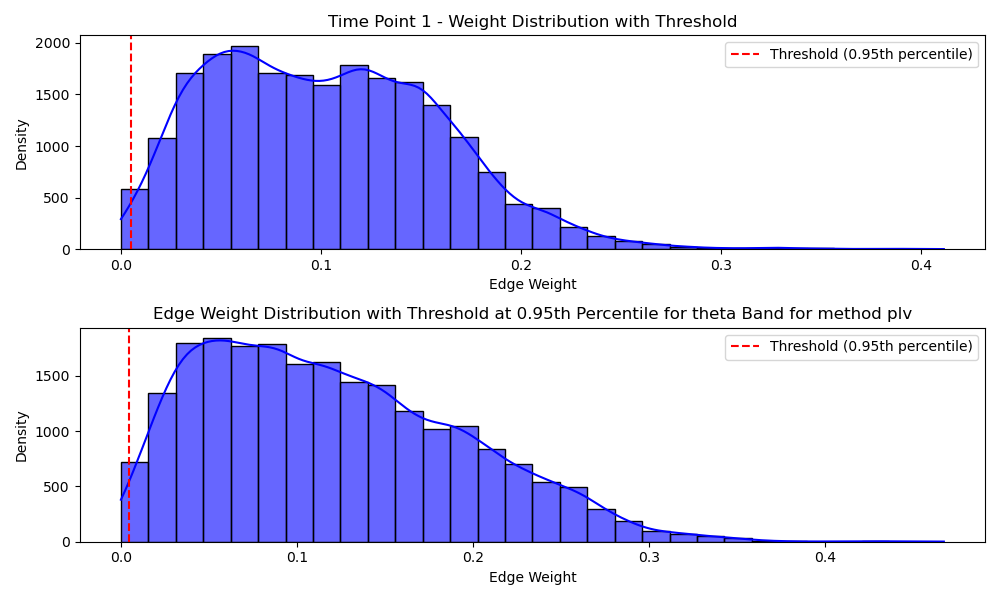 Time Point 1 - Weight Distribution with Threshold
Threshold (0.95th percentile)
Density
2000
1500
1000
500
0
0.0 0.1 0.2 0.3 0.4
Edge Weight
Edge Weight Distribution with Threshold at 0.95th Percentile for theta Band for method plv
Threshold (0.95th percentile)
Density
1500
1000
500
0
0.0 0.1 0.2 0.3 0.4
Edge Weight